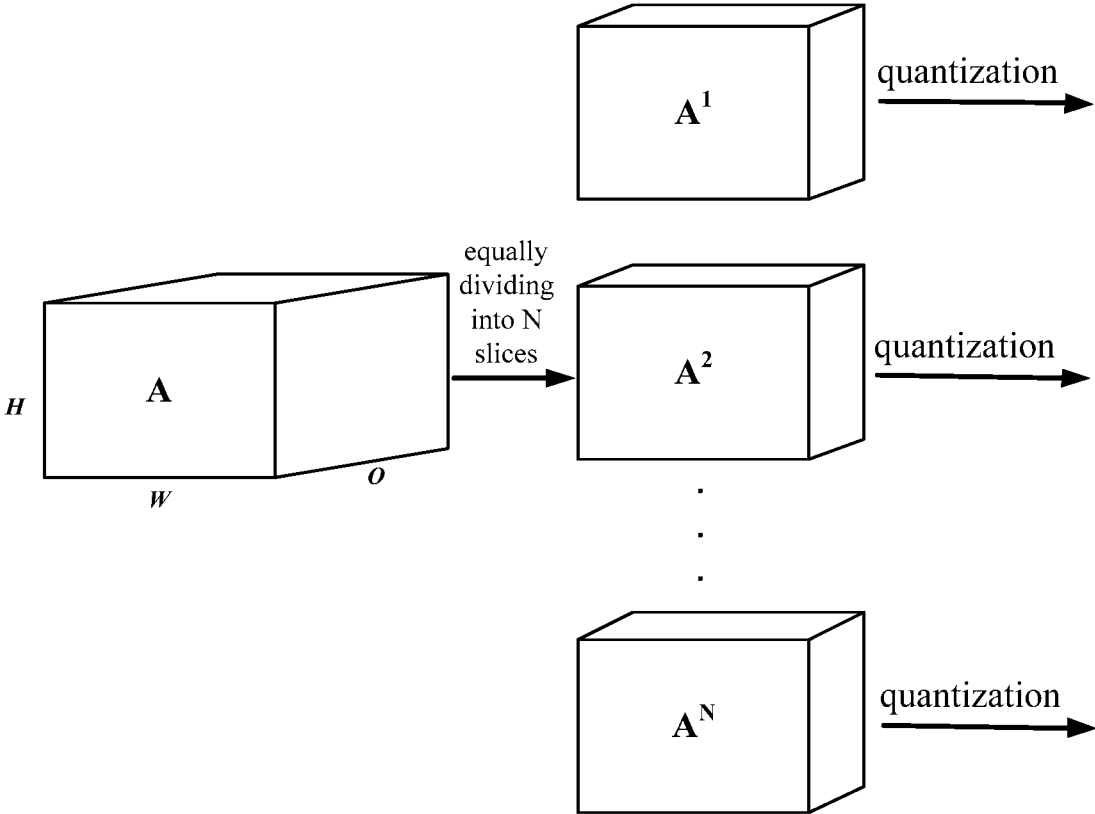 A¹
quantization
equally
dividing
into N
slices
A
H
W
O
A²
quantization
.
.
.
Aᴺ
quantization